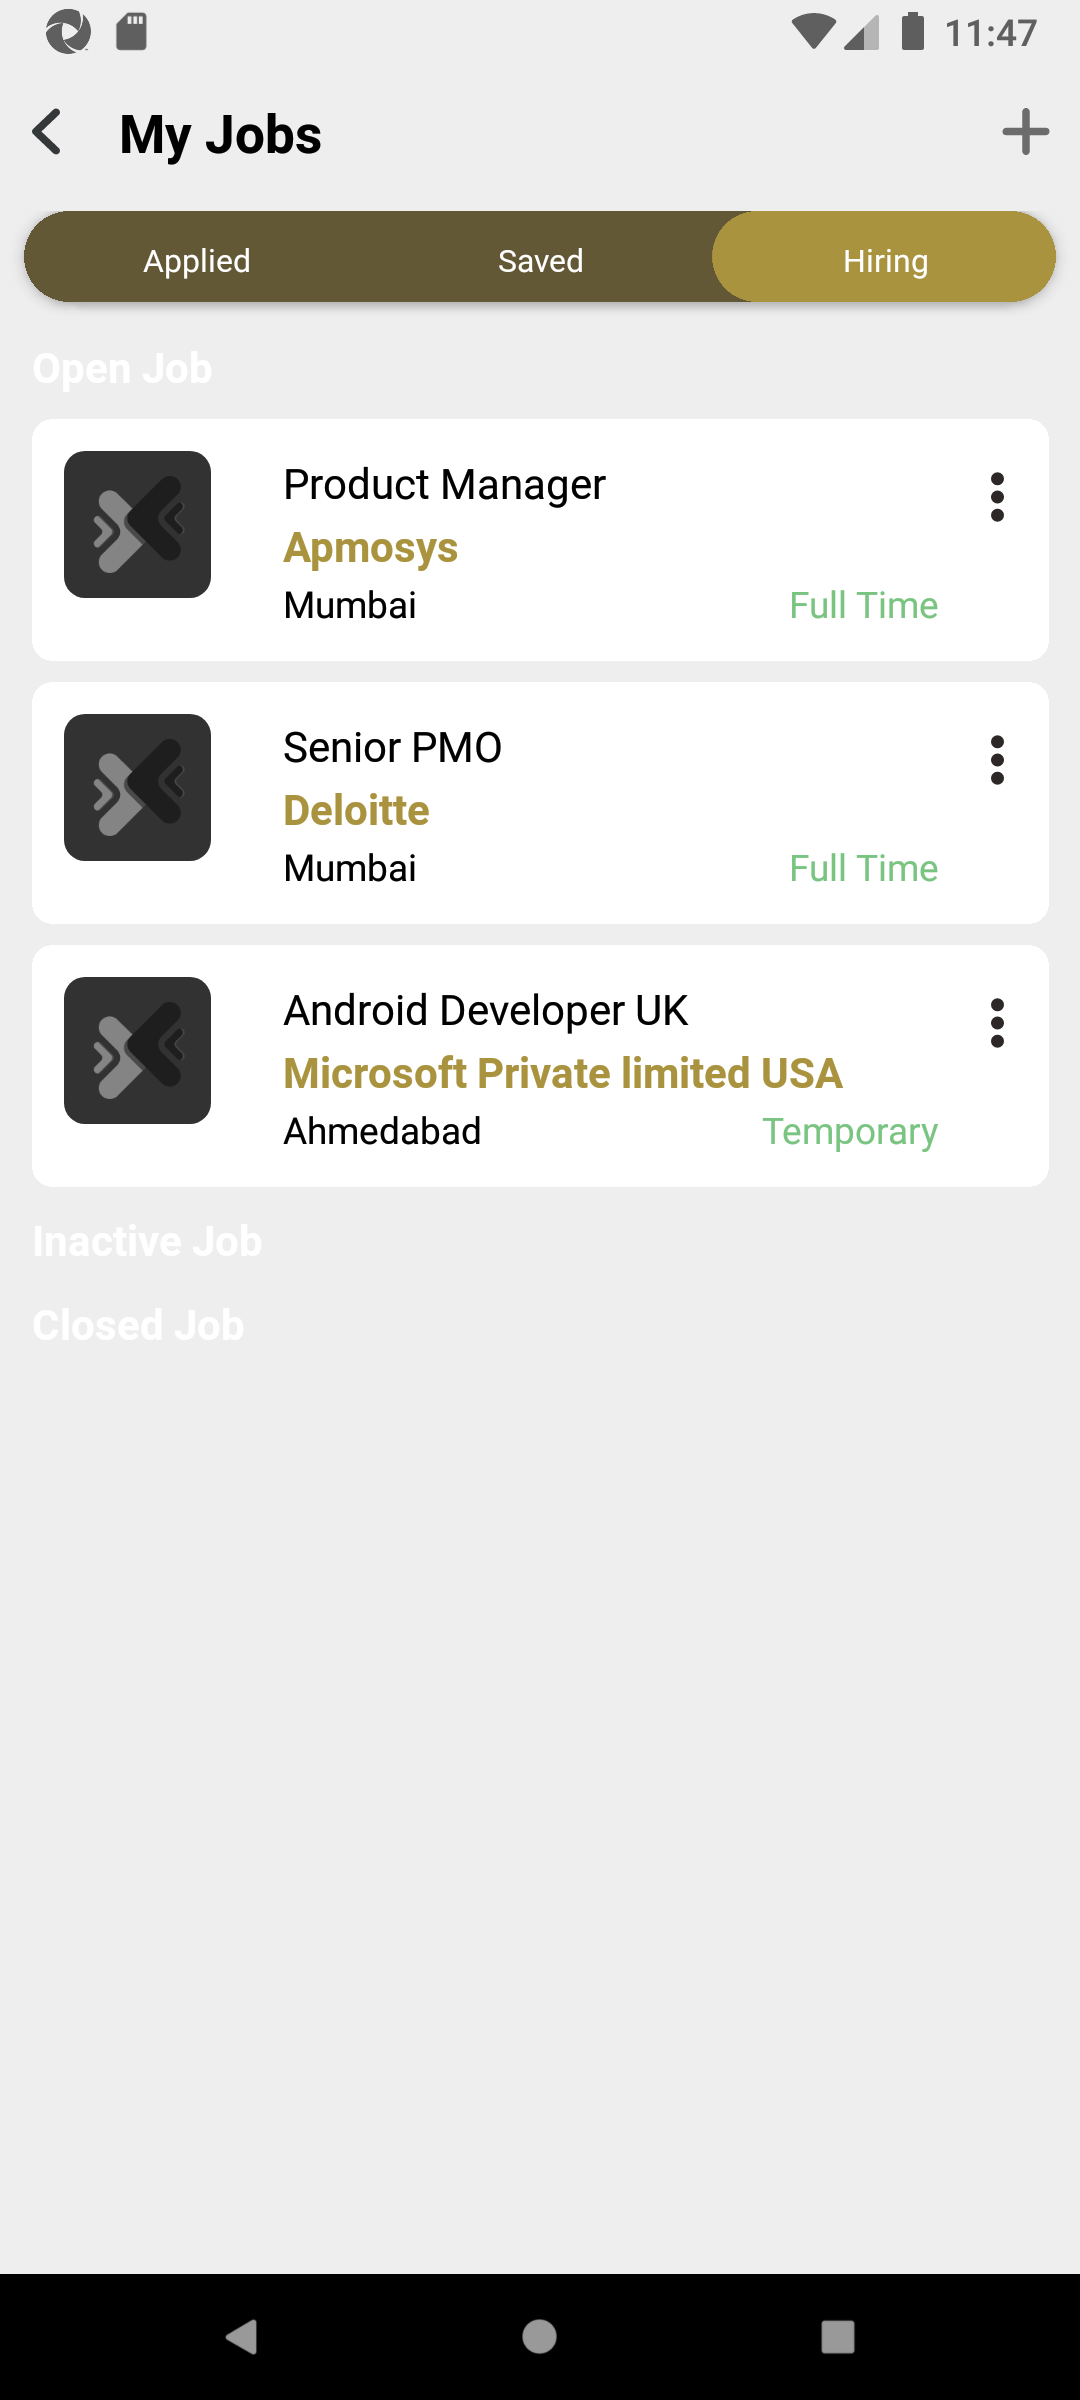 11:47
My Jobs
Applied Saved Hiring
Open Job
Product Manager
Apmosys
Mumbai Full Time
Senior PMO
Deloitte
Mumbai Full Time
Android Developer UK
Microsoft Private limited USA
Ahmedabad Temporary
Inactive Job
Closed Job